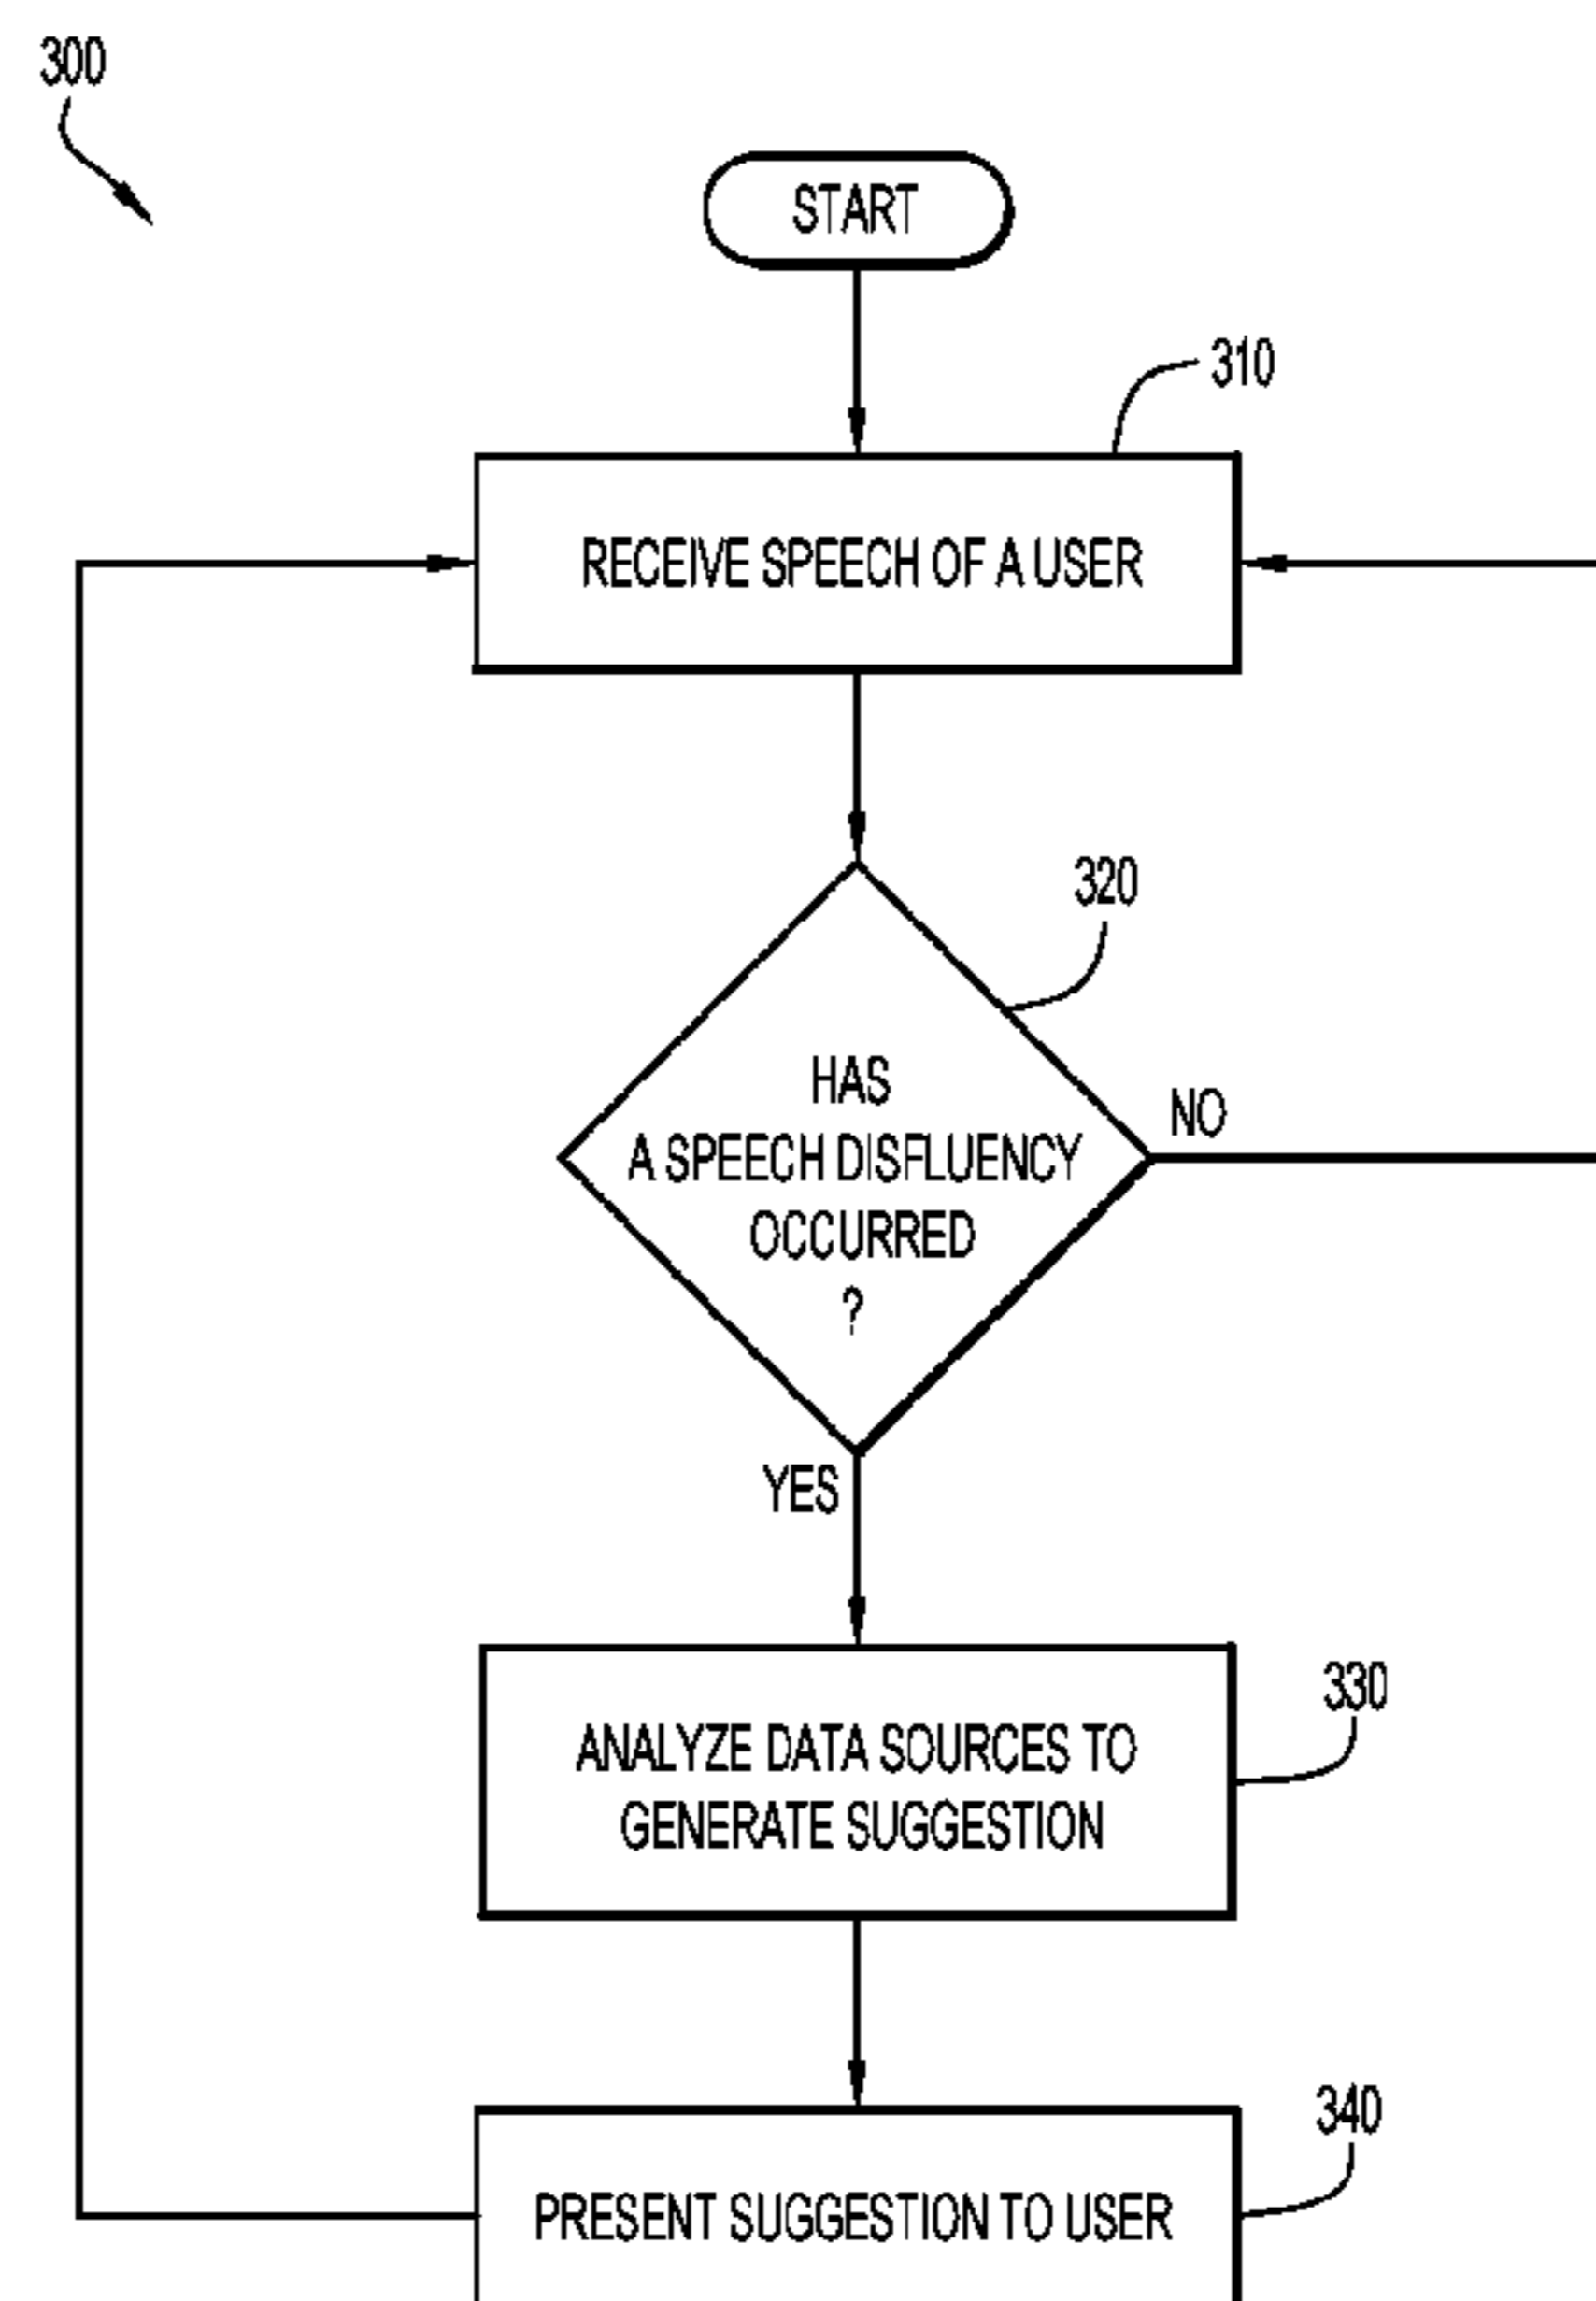 300
START
310
RECEIVE SPEECH OF A USER
320
HAS
A SPEECH DISFLUENCY
OCCURRED
?
NO
YES
330
ANALYZE DATA SOURCES TO
GENERATE SUGGESTION
340
PRESENT SUGGESTION TO USER